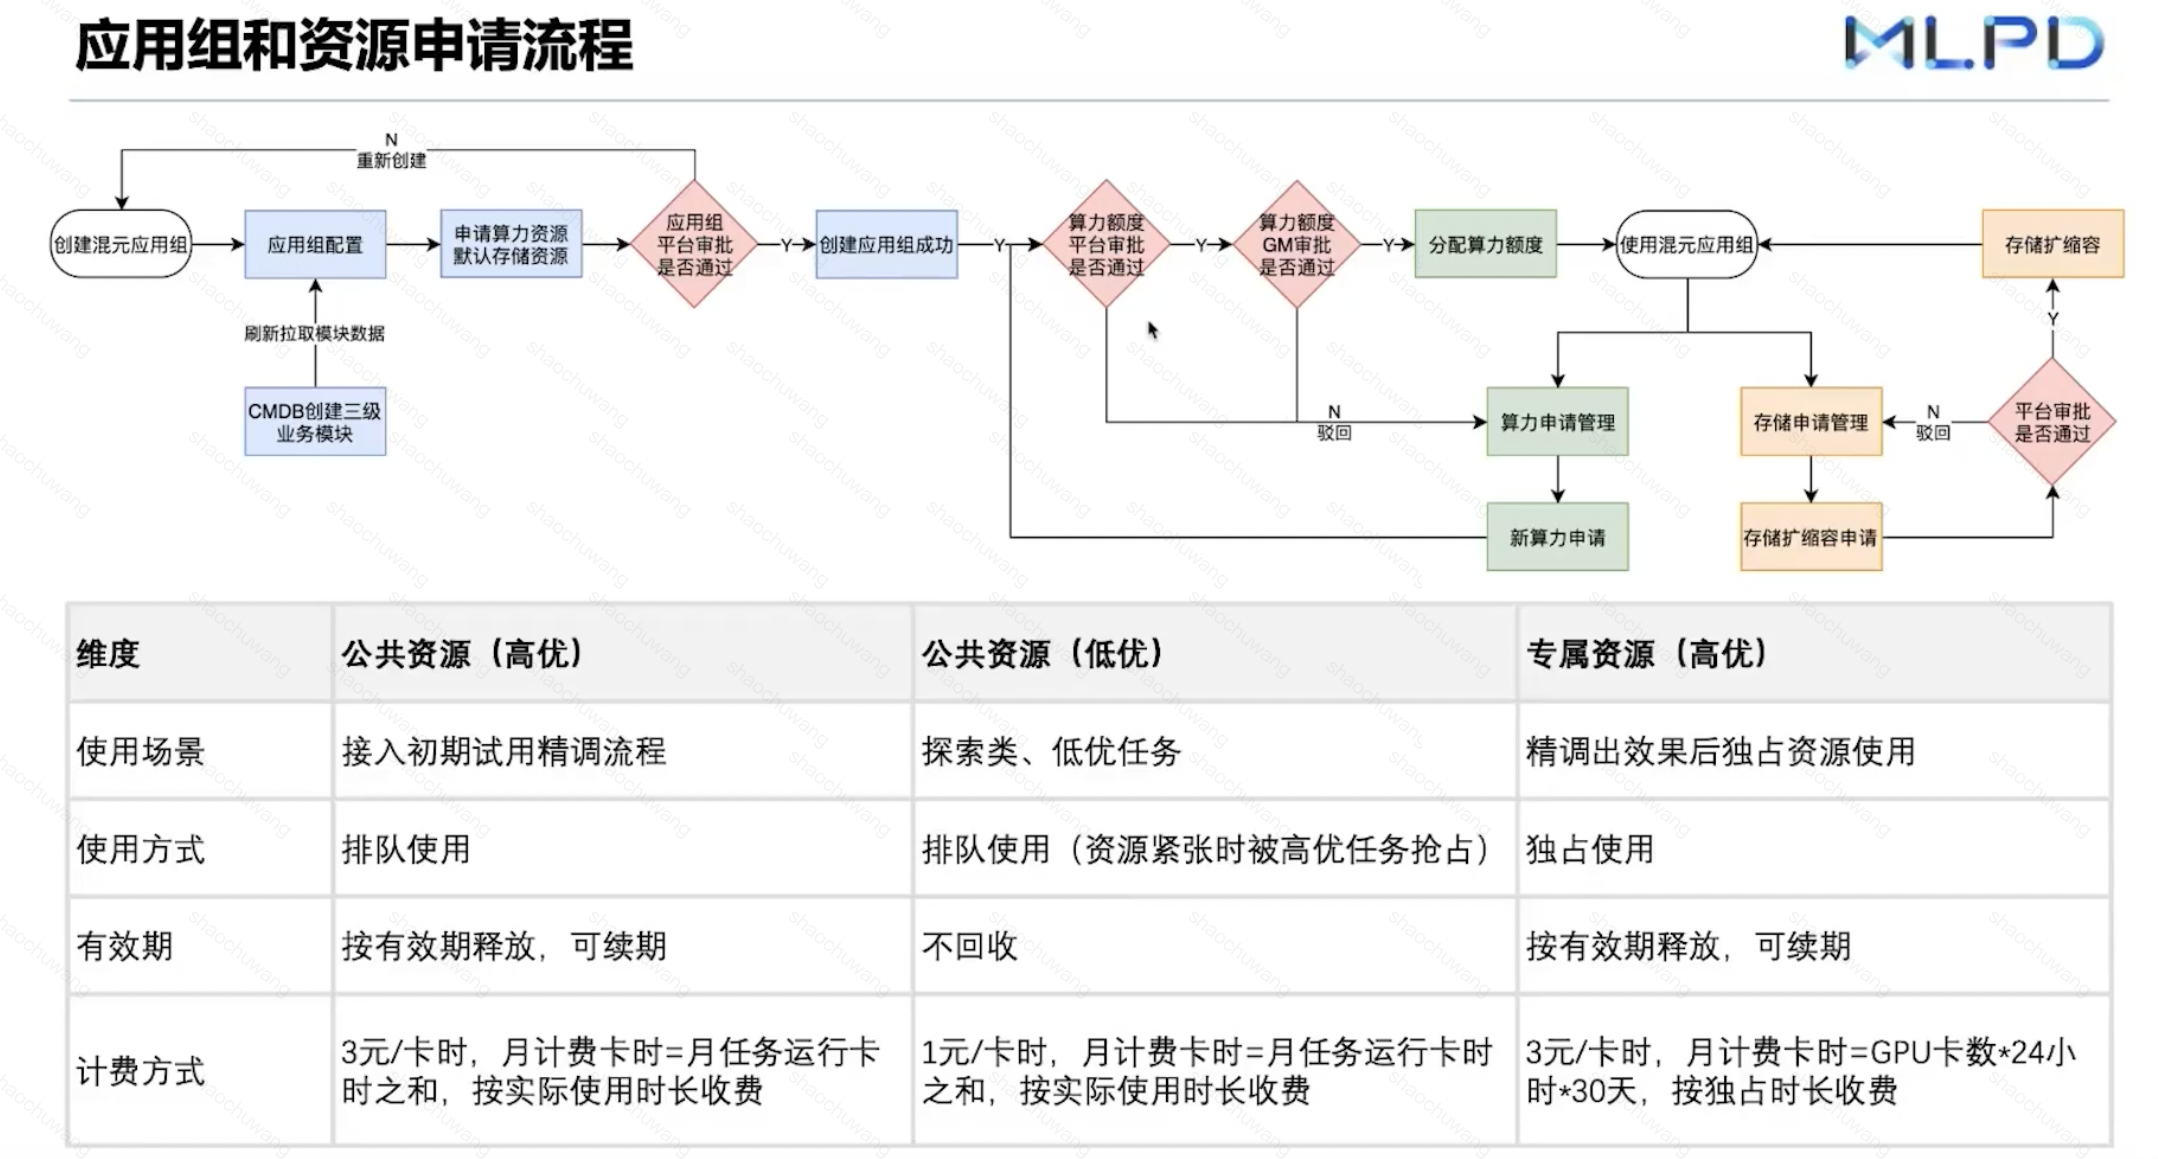 应用组和资源申请流程
MLPD
N
重新创建
创建混元应用组
应用组配置
申请算力资源
默认存储资源
应用组
平台审批
是否通过
Y
创建应用组成功
Y
算力额度
平台审批
是否通过
Y
算力额度
GM审批
是否通过
Y
分配算力额度
使用混元应用组
存储扩缩容
刷新拉取模块数据
Y
CMDB创建三级
业务模块
N
驳回
算力申请管理
存储申请管理
N
驳回
平台审批
是否通过
新算力申请
存储扩缩容申请
维度
公共资源（高优）
公共资源（低优）
专属资源（高优）
使用场景
接入初期试用精调流程
探索类、低优任务
精调出效果后独占资源使用
使用方式
排队使用
排队使用（资源紧张时被高优任务抢占）
独占使用
有效期
按有效期释放，可续期
不回收
按有效期释放，可续期
计费方式
3元/卡时，月计费卡时=月任务运行卡
时之和，按实际使用时长收费
1元/卡时，月计费卡时=月任务运行卡时
之和，按实际使用时长收费
3元/卡时，月计费卡时=GPU卡数*24小
时*30天，按独占时长收费
shaochuwang